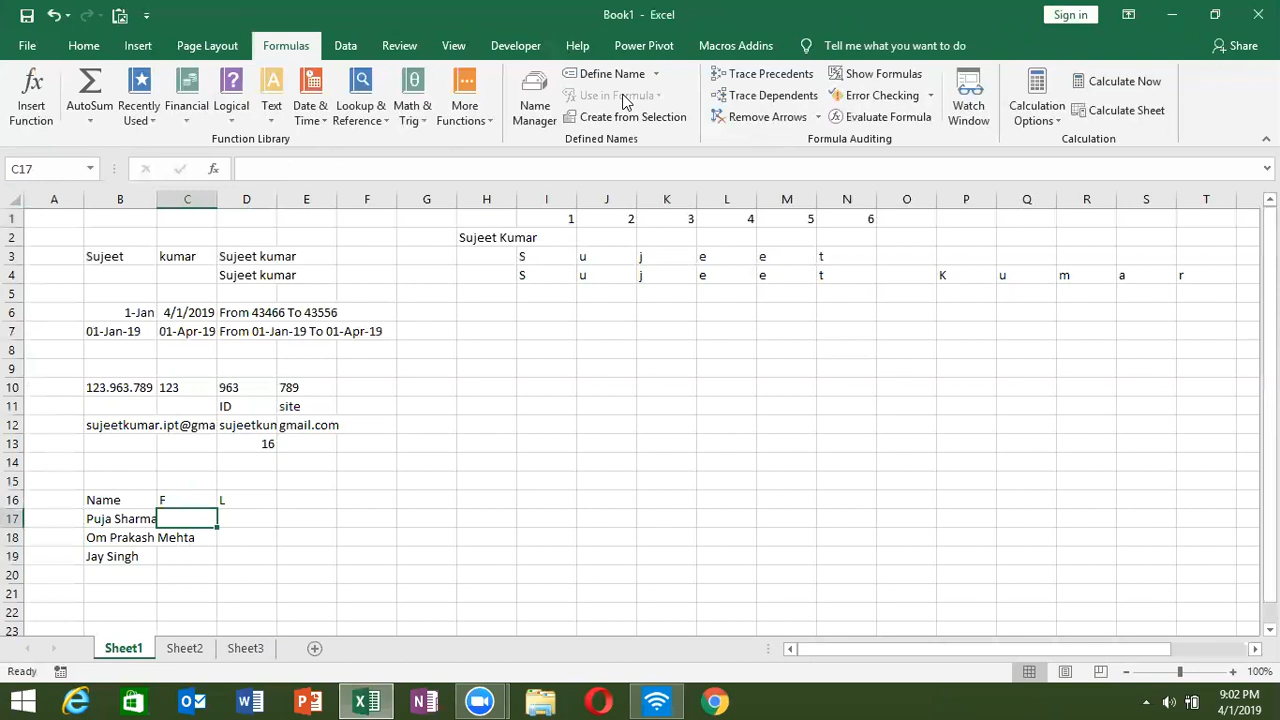 Book1 - Excel
Sign in
File Home Insert Page Layout Formulas Data Review View Developer Help Power Pivot Macros Addins Tell me what you want to do Share
Insert Function
AutoSum
Recently Used
Financial
Logical
Text
Date & Time
Lookup & Reference
Math & Trig
More Functions
Function Library
Name Manager
Define Name
Use in Formula
Create from Selection
Defined Names
Trace Precedents
Trace Dependents
Remove Arrows
Show Formulas
Error Checking
Evaluate Formula
Formula Auditing
Watch Window
Calculation Options
Calculate Now
Calculate Sheet
Calculation
C17 fx
A B C D E F G H I J K L M N O P Q R S T
1 1 2 3 4 5 6
2 Sujeet Kumar
3 Sujeet kumar Sujeet kumar S u j e e t
4 Sujeet kumar S u j e e t K u m a r
5
6 1-Jan 4/1/2019 From 43466 To 43556
7 01-Jan-19 01-Apr-19 From 01-Jan-19 To 01-Apr-19
8
9
10 123.963.789 123 963 789
11 ID site
12 sujeetkumar.ipt@gma sujeetkun gmail.com
13 16
14
15
16 Name F L
17 Puja Sharma
18 Om Prakash Mehta
19 Jay Singh
20
21
22
23
Sheet1 Sheet2 Sheet3
Ready
100%
9:02 PM
4/1/2019